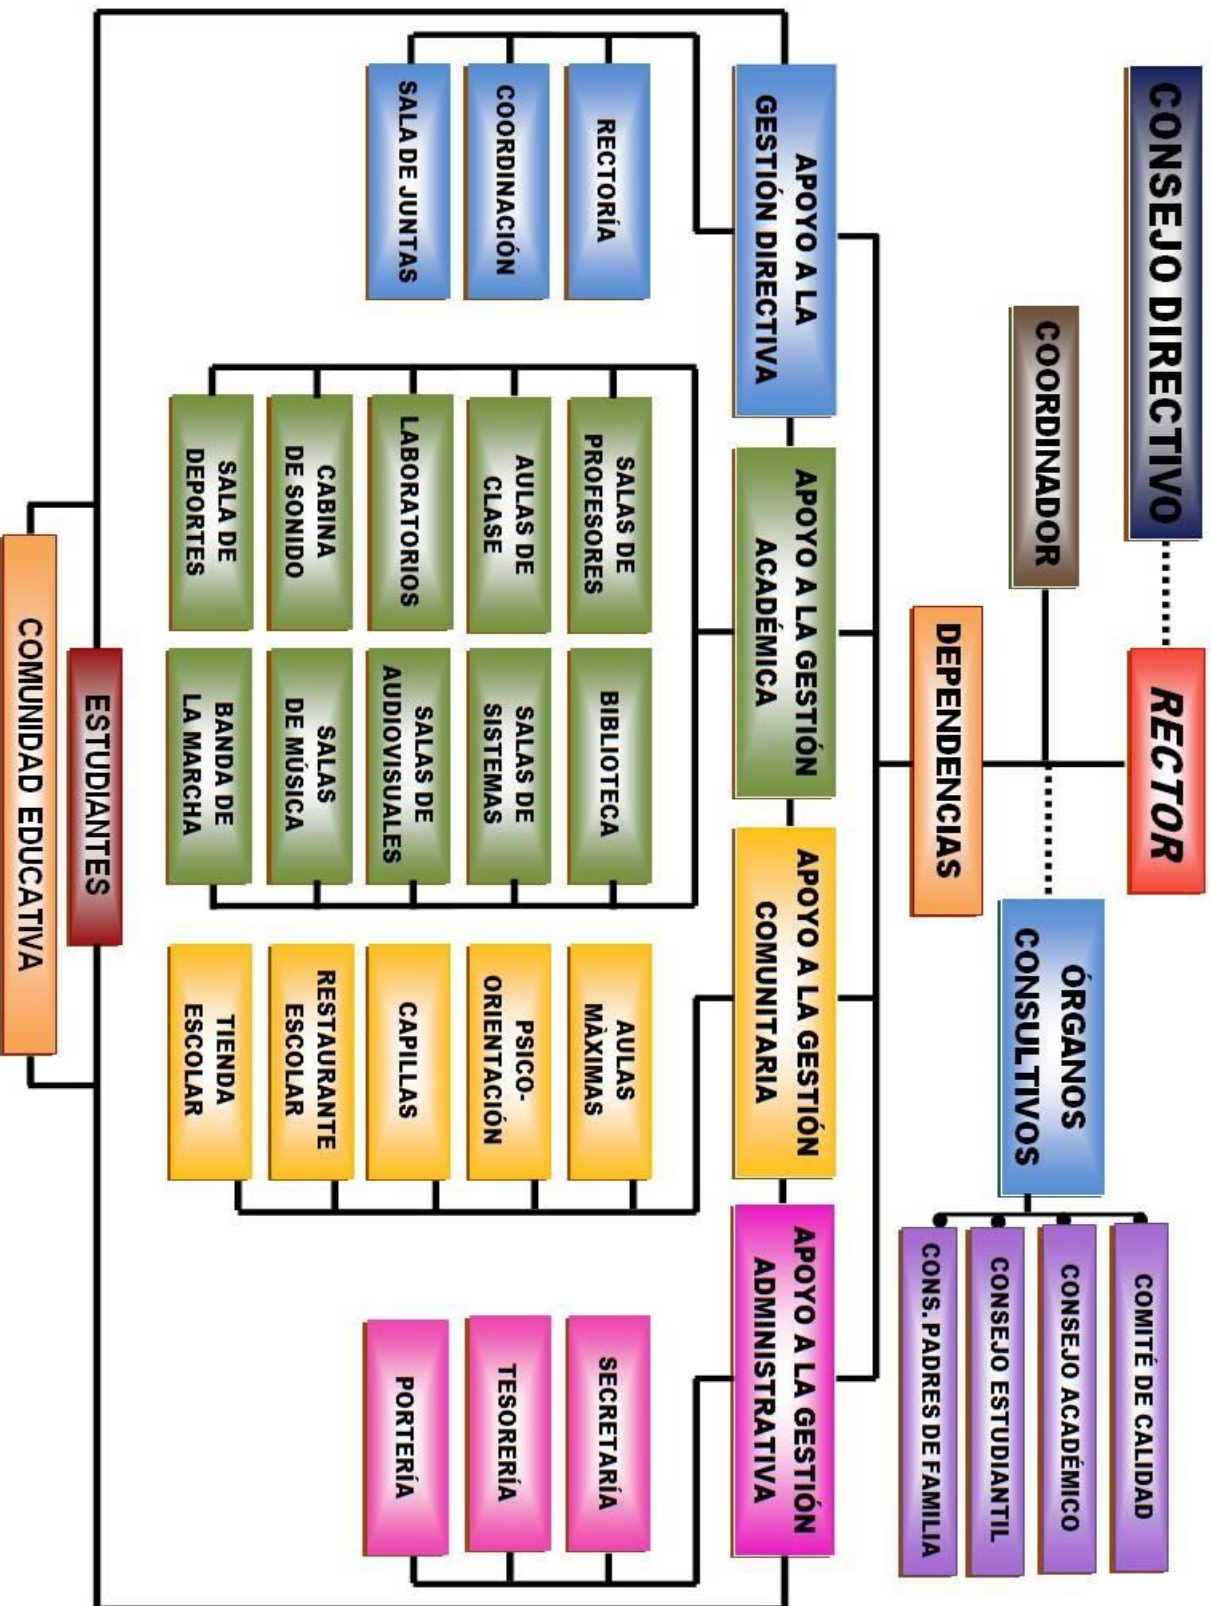 CONSEJO DIRECTIVO
RECTOR
COORDINADOR
ÓRGANOS
CONSULTIVOS
COMITÉ DE CALIDAD
CONSEJO ACADÉMICO
CONSEJO ESTUDIANTIL
CONS. PADRES DE FAMILIA
DEPENDENCIAS
APOYO A LA
GESTIÓN DIRECTIVA
APOYO A LA GESTIÓN
ACADÉMICA
APOYO A LA GESTIÓN
COMUNITARIA
APOYO A LA GESTIÓN
ADMINISTRATIVA
RECTORÍA
COORDINACIÓN
SALA DE JUNTAS
SALAS DE
PROFESORES
AULAS DE
CLASE
LABORATORIOS
CABINA
DE SONIDO
SALA DE
DEPORTES
BIBLIOTECA
SALAS DE
SISTEMAS
SALAS DE
AUDIOVISUALES
SALAS
DE MÚSICA
BANDA DE
LA MARCHA
AULAS
MÀXIMAS
PSICO-
ORIENTACIÓN
CAPILLAS
RESTAURANTE
ESCOLAR
TIENDA
ESCOLAR
SECRETARÍA
TESORERÍA
PORTERÍA
ESTUDIANTES
COMUNIDAD EDUCATIVA